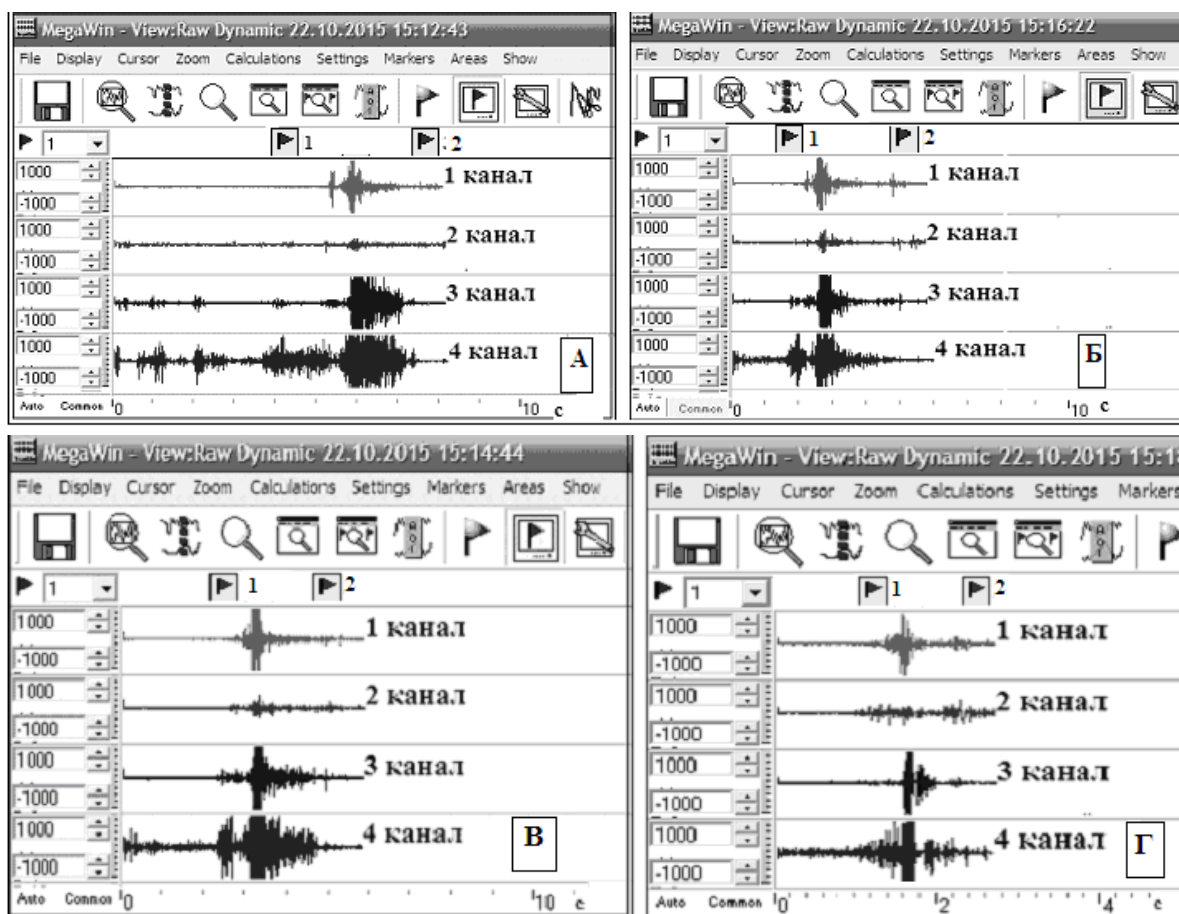 MegaWin - View:Raw Dynamic 22.10.2015 15:12:43
File Display Cursor Zoom Calculations Settings Markers Areas Show
1 1 2
1000 1 канал
-1000
1000 2 канал
-1000
1000 3 канал
-1000
1000 4 канал А
-1000
Auto Common 0 10 с
MegaWin - View:Raw Dynamic 22.10.2015 15:16:22
File Display Cursor Zoom Calculations Settings Markers Areas Show
1 1 2
1000 1 канал
-1000
1000 2 канал
-1000
1000 3 канал
-1000
1000 4 канал Б
-1000
Auto Common 0 10 с
MegaWin - View:Raw Dynamic 22.10.2015 15:14:44
File Display Cursor Zoom Calculations Settings Markers Areas Show
1 1 2
1000 1 канал
-1000
1000 2 канал
-1000
1000 3 канал
-1000
1000 4 канал В
-1000
Auto Common 0 10 с
MegaWin - View:Raw Dynamic 22.10.2015
File Display Cursor Zoom Calculations Settings Markers
1 1 2
1000 1 канал
-1000
1000 2 канал
-1000
1000 3 канал
-1000
1000 4 канал Г
-1000
Auto Common 0 2 4 с